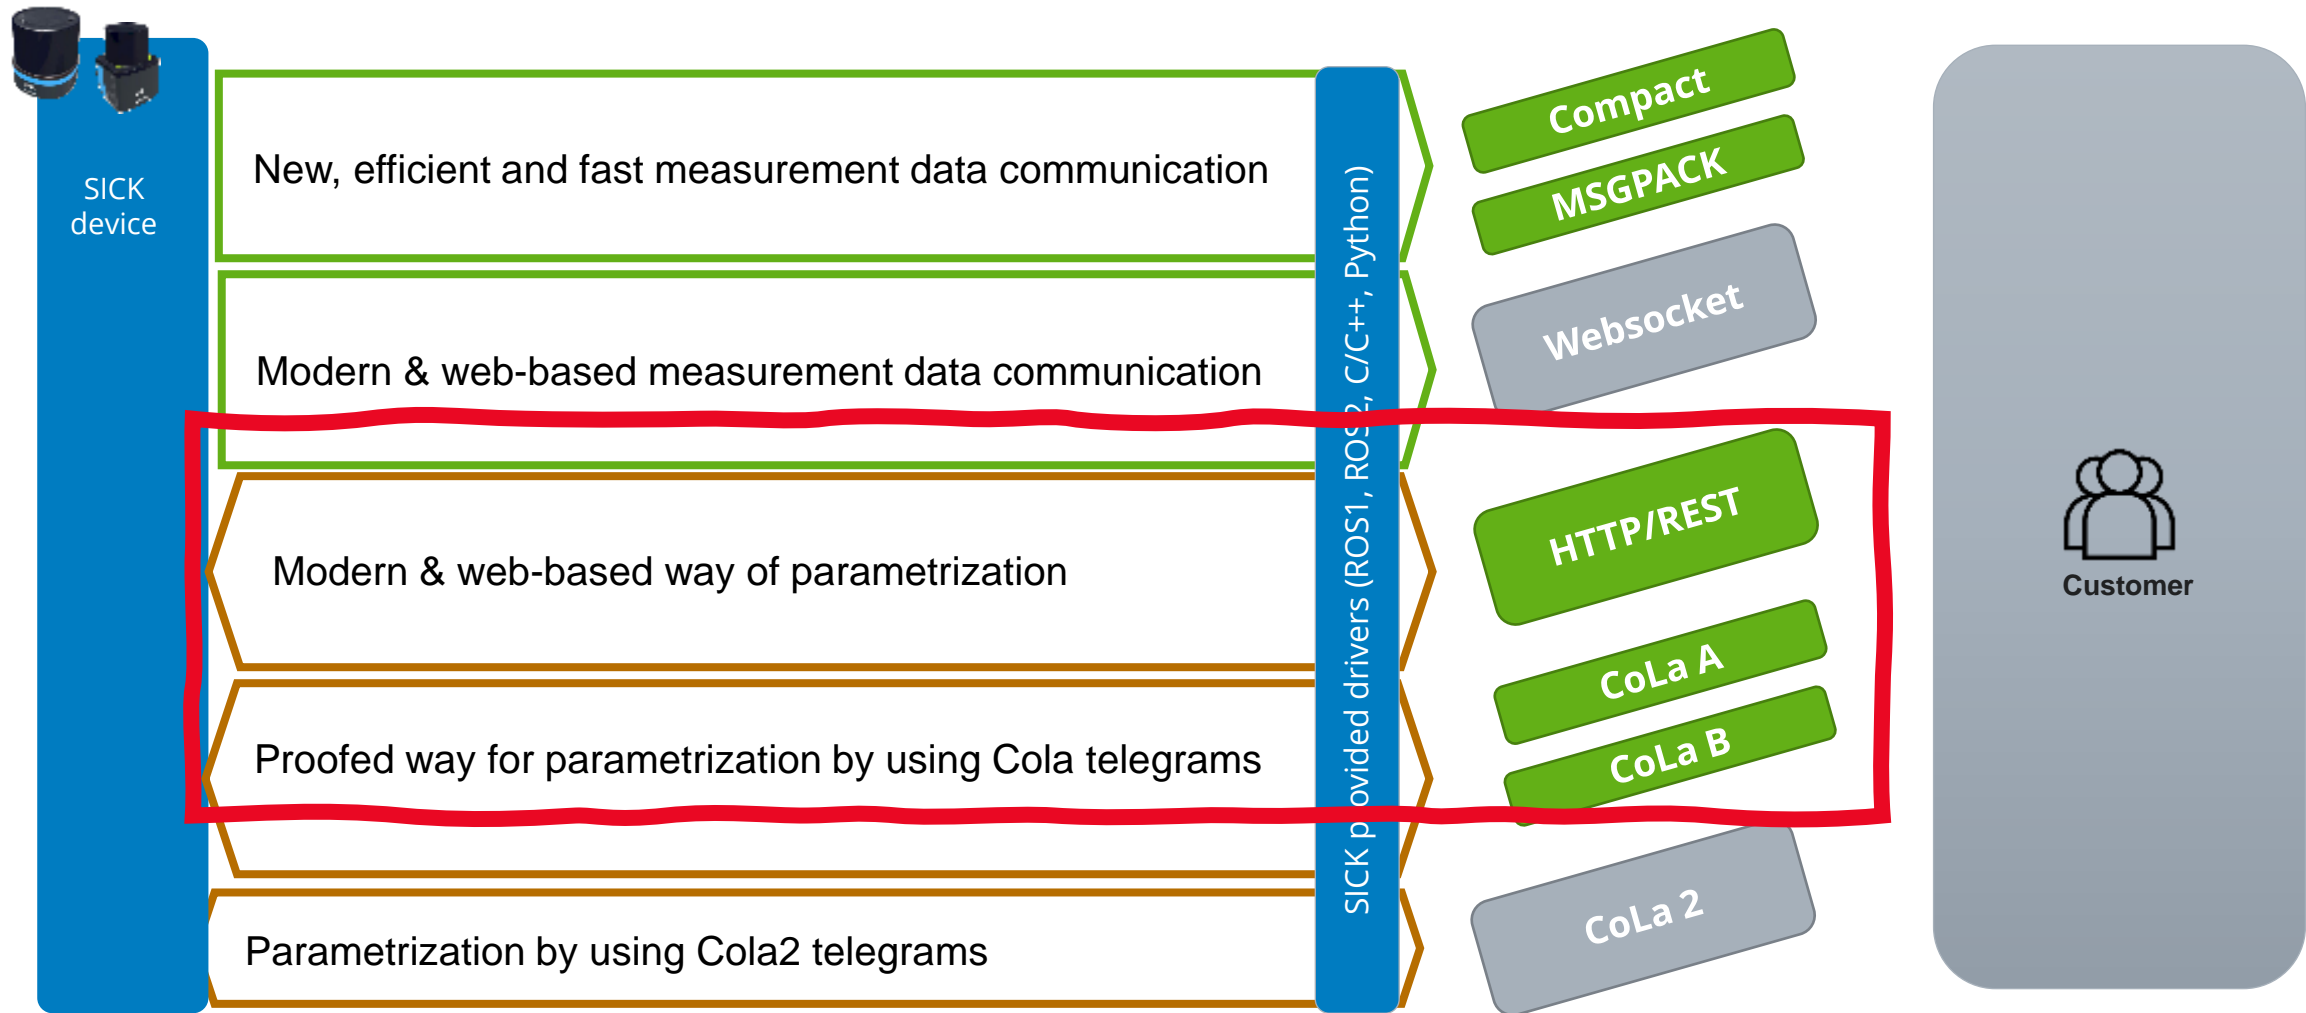 SICK
device
New, efficient and fast measurement data communication
Modern & web-based measurement data communication
Modern & web-based way of parametrization
Proofed way for parametrization by using Cola telegrams
Parametrization by using Cola2 telegrams
SICK provided drivers (ROS1, ROS2, C/C++, Python)
Compact
MSGPACK
Websocket
HTTP/REST
CoLa A
CoLa B
CoLa 2
Customer